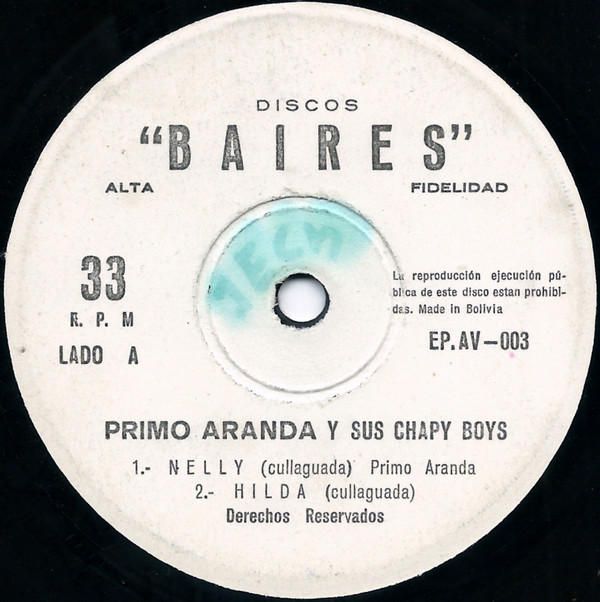 DISCOS
"BAIRES"
ALTA FIDELIDAD
33
R. P. M
LADO A
La reproducción ejecución pú-
blica de este disco estan prohibi-
das. Made in Bolivia
EP.AV-003
PRIMO ARANDA Y SUS CHAPY BOYS
1.- NELLY (cullaguada) Primo Aranda
2.- HILDA (cullaguada)
Derechos Reservados